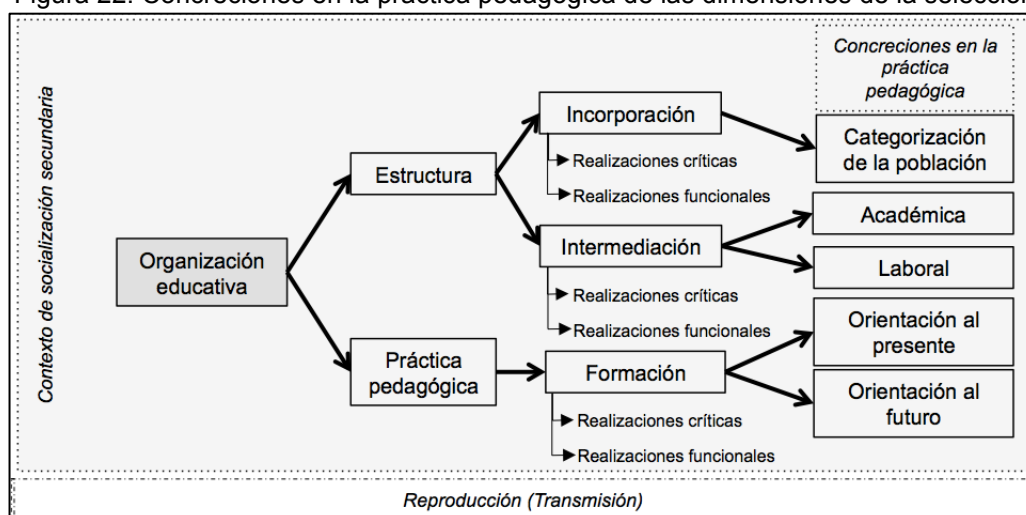 Figura 22. Concreciones en la práctica pedagógica de las dimensiones de la selección
Contexto de socialización secundaria
Concreciones en la
práctica
pedagógica
Organización
educativa
Estructura
Práctica
pedagógica
Incorporación
Realizaciones críticas
Realizaciones funcionales
Intermediación
Realizaciones críticas
Realizaciones funcionales
Formación
Realizaciones críticas
Realizaciones funcionales
Categorización
de la población
Académica
Laboral
Orientación al
presente
Orientación al
futuro
Reproducción (Transmisión)